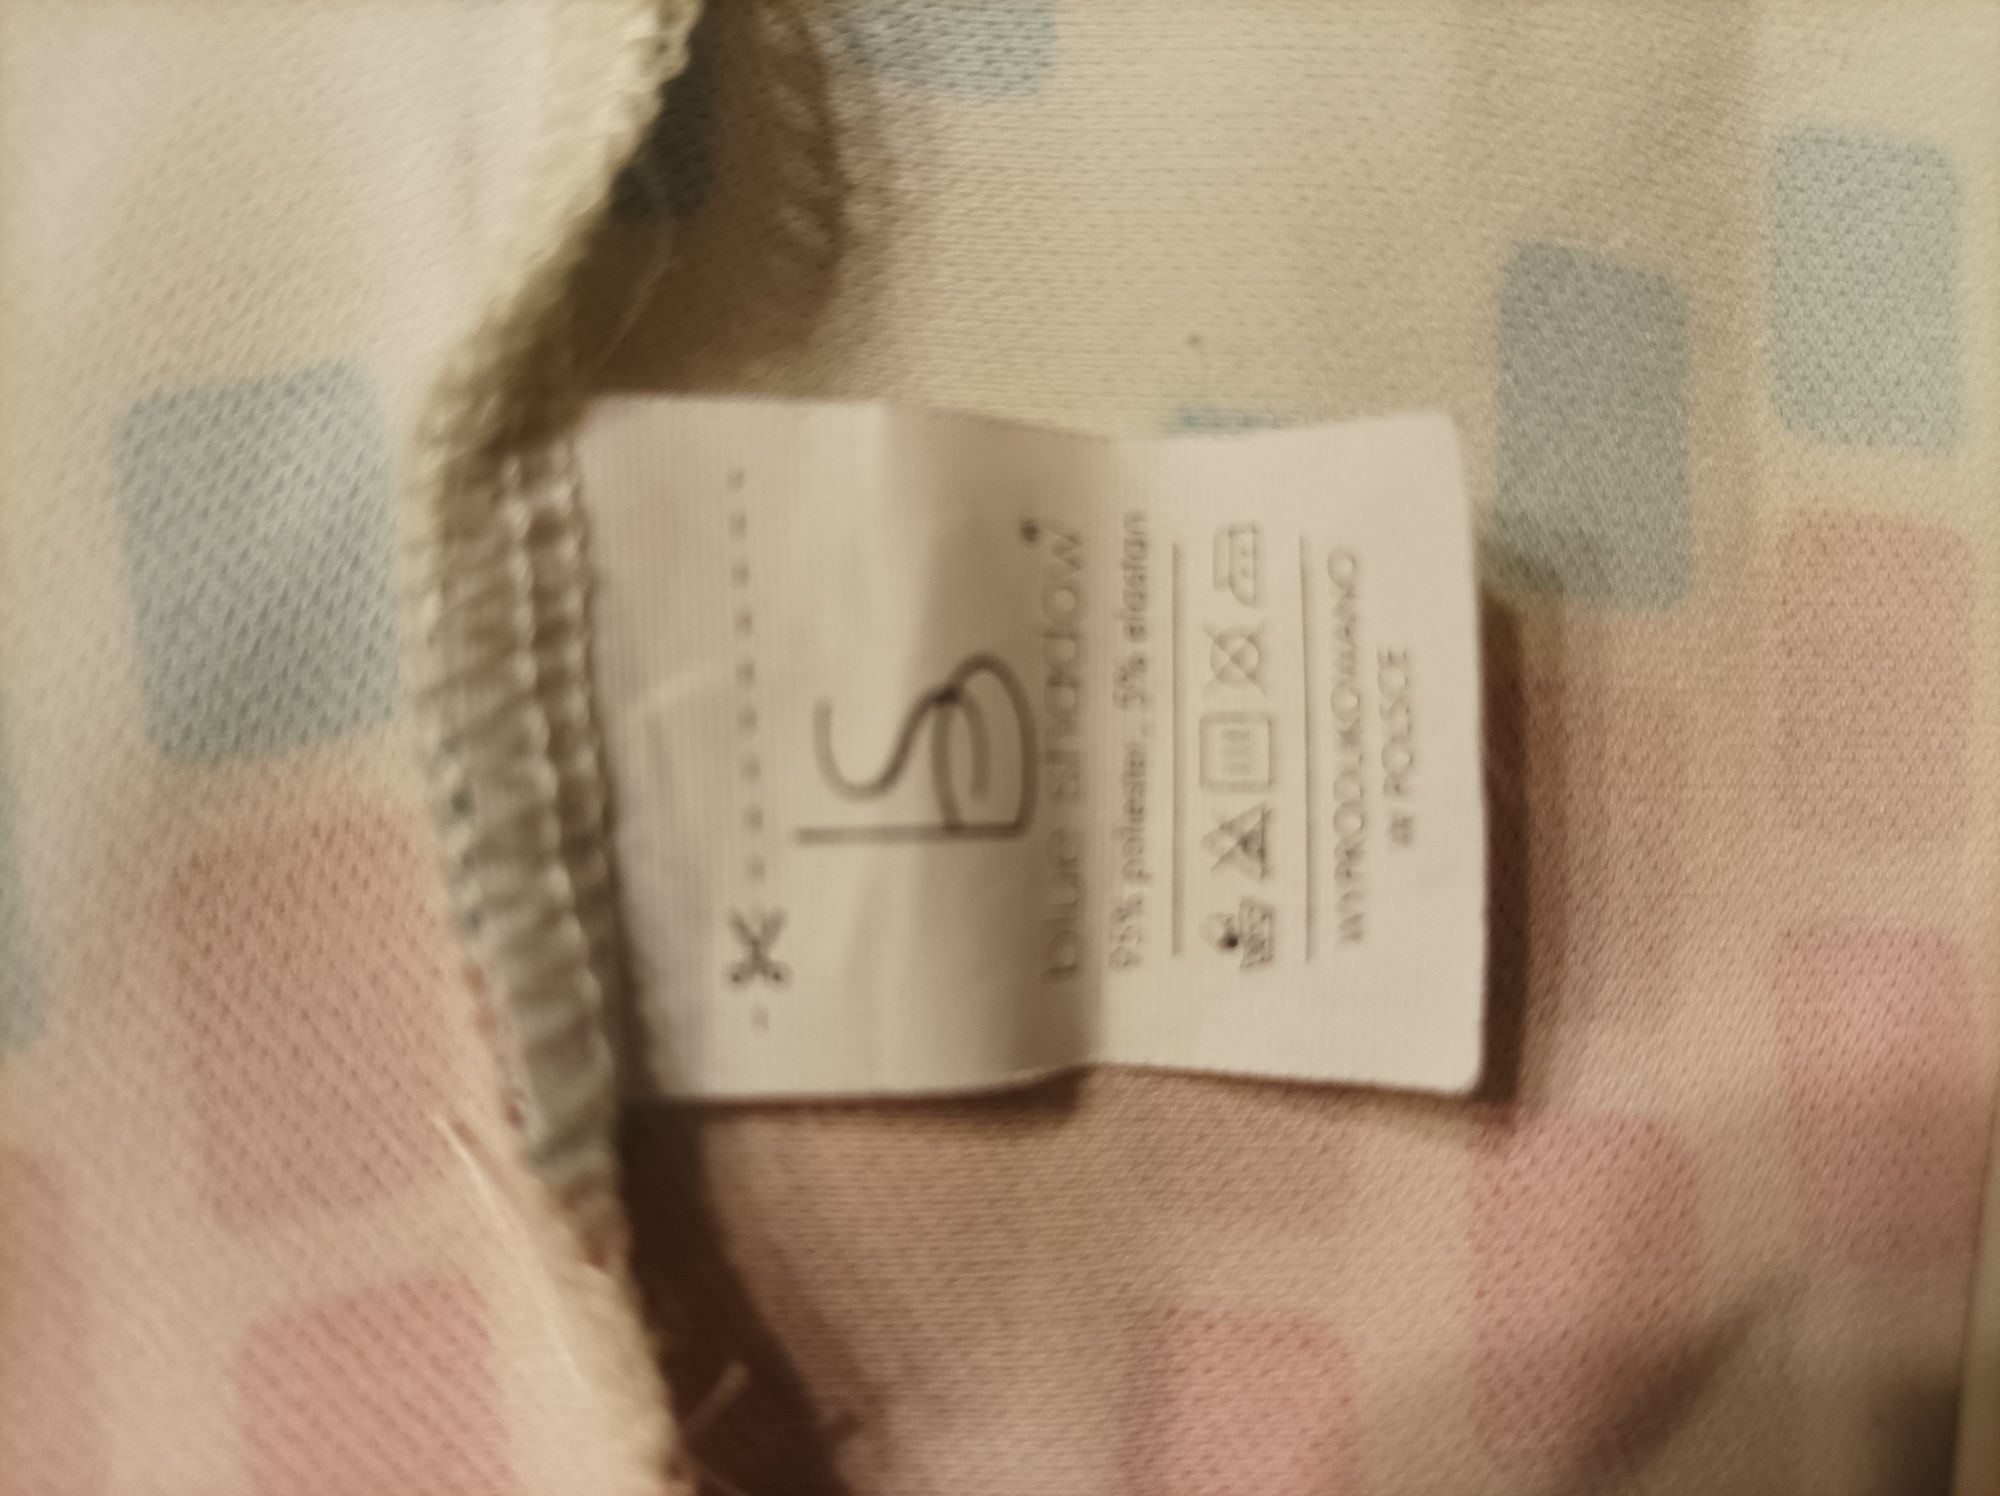 blue shadow
95% poliester, 5% elastan
WYPRODUKOWANO
W POLSCE